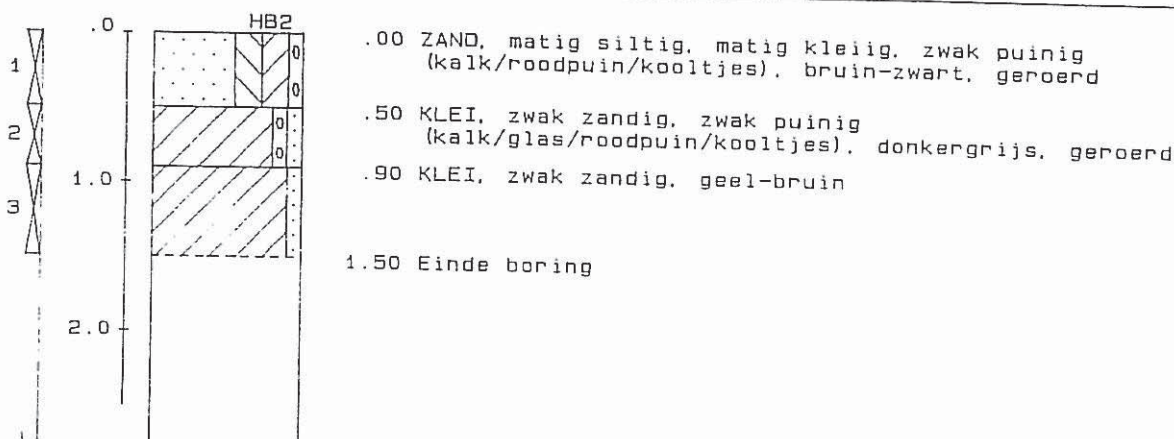 HB2
.0
1
2
3
1.0
2.0
.00 ZAND, matig siltig, matig kleiig, zwak puinig
(kalk/roodpuin/kooltjes), bruin-zwart, geroerd
.50 KLEI, zwak zandig, zwak puinig
(kalk/glas/roodpuin/kooltjes), donkergrijs, geroerd
.90 KLEI, zwak zandig, geel-bruin
1.50 Einde boring